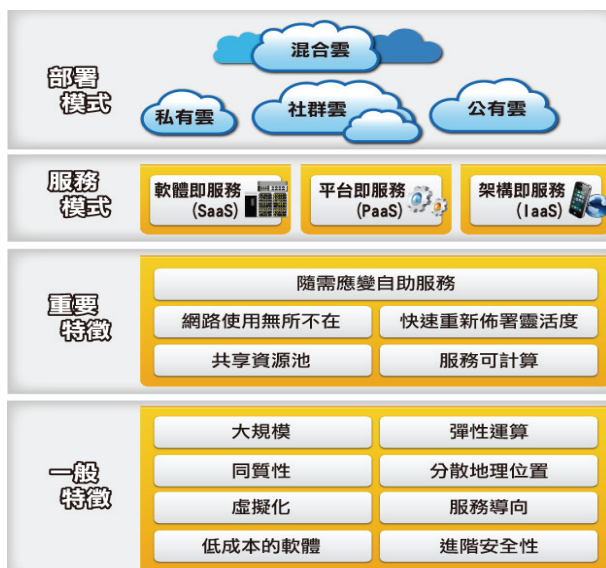 部署
模式
混合雲
私有雲
社群雲
公有雲
服務
模式
軟體即服務
(SaaS)
平台即服務
(PaaS)
架構即服務
(IaaS)
重要
特徵
隨需應變自助服務
網路使用無所不在
快速重新佈署靈活度
共享資源池
服務可計算
一般
特徵
大規模
彈性運算
同質性
分散地理位置
虛擬化
服務導向
低成本的軟體
進階安全性